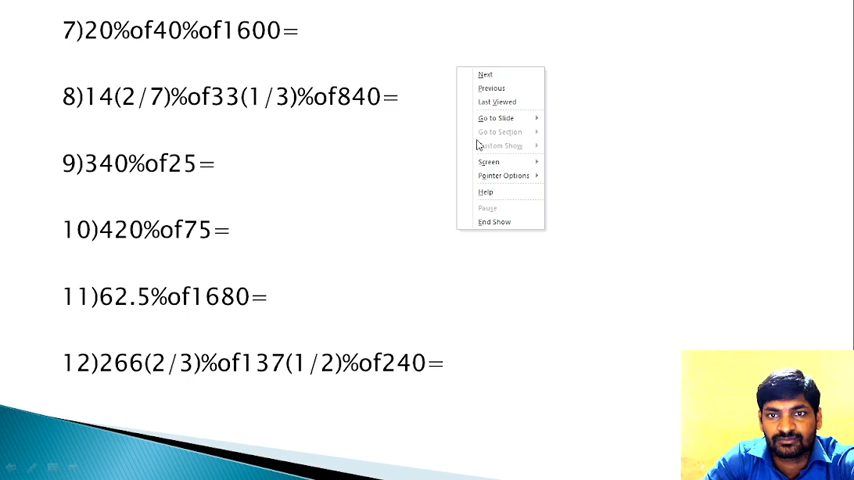 7)20%of40%of1600=
8)14(2/7)%of33(1/3)%of840=
9)340%of25=
10)420%of75=
11)62.5%of1680=
12)266(2/3)%of137(1/2)%of240=
Next
Previous
Last Viewed
Go to Slide
Go to Section
Custom Show
Screen
Pointer Options
Help
Pause
End Show